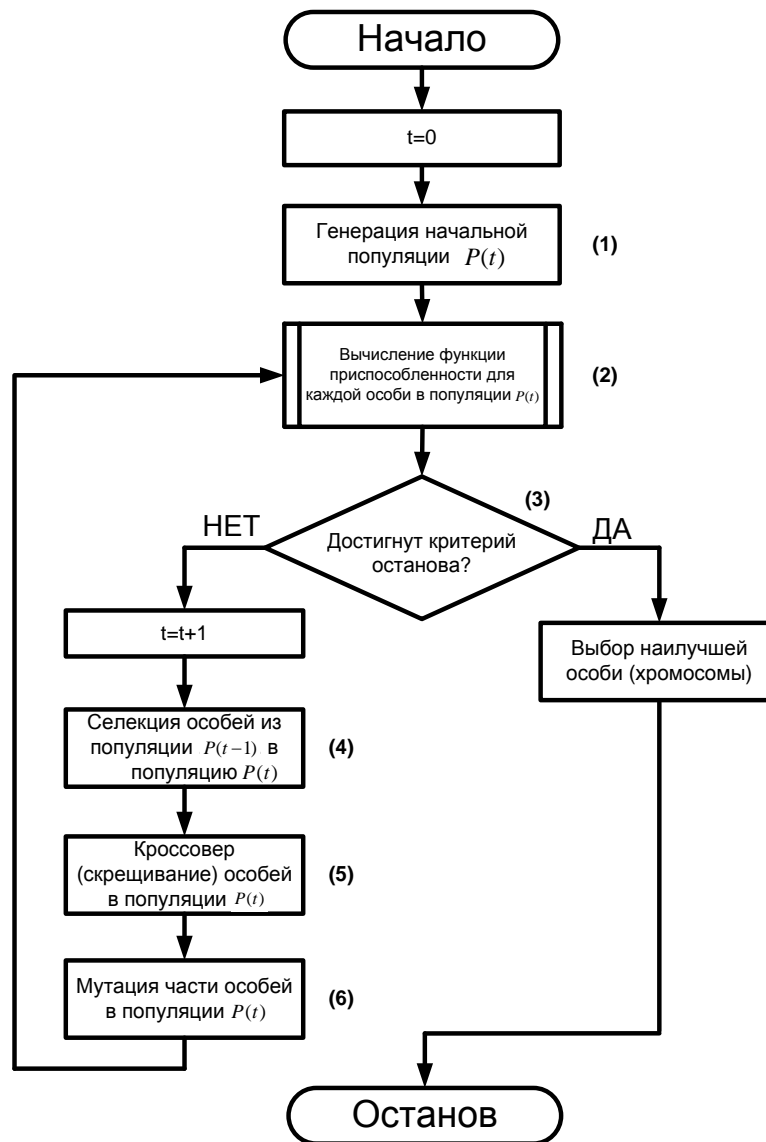 Начало
t=0
Генерация начальной
популяции P(t)
(1)
Вычисление функции
приспособленности для
каждой особи в популяции P(t)
(2)
(3)
НЕТ
ДА
Достигнут критерий
останова?
t=t+1
Выбор наилучшей
особи (хромосомы)
Селекция особей из
популяции P(t−1) в
популяцию P(t)
(4)
Кроссовер
(скрещивание) особей
в популяции P(t)
(5)
Мутация части особей
в популяции P(t)
(6)
Останов